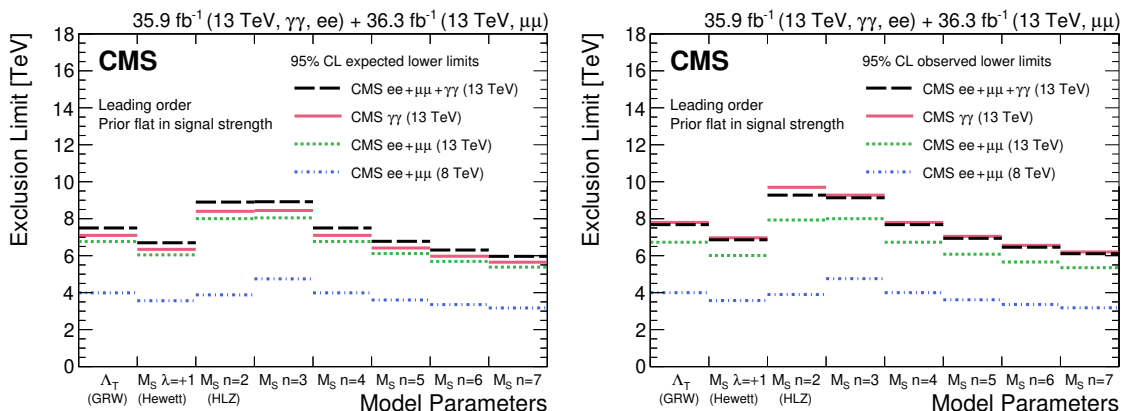 35.9 fb⁻¹ (13 TeV, γγ, ee) + 36.3 fb⁻¹ (13 TeV, μμ)
Exclusion Limit [TeV]
18
16
14
12
10
8
6
4
2
0
CMS
Leading order
Prior flat in signal strength
95% CL expected lower limits
CMS ee+μμ+γγ (13 TeV)
CMS γγ (13 TeV)
CMS ee+μμ (13 TeV)
CMS ee+μμ (8 TeV)
Λ_T M_S λ=+1 M_S n=2 M_S n=3 M_S n=4 M_S n=5 M_S n=6 M_S n=7
(GRW) (Hewett) (HLZ)
Model Parameters
35.9 fb⁻¹ (13 TeV, γγ, ee) + 36.3 fb⁻¹ (13 TeV, μμ)
Exclusion Limit [TeV]
18
16
14
12
10
8
6
4
2
0
CMS
Leading order
Prior flat in signal strength
95% CL observed lower limits
CMS ee+μμ+γγ (13 TeV)
CMS γγ (13 TeV)
CMS ee+μμ (13 TeV)
CMS ee+μμ (8 TeV)
Λ_T M_S λ=+1 M_S n=2 M_S n=3 M_S n=4 M_S n=5 M_S n=6 M_S n=7
(GRW) (Hewett) (HLZ)
Model Parameters